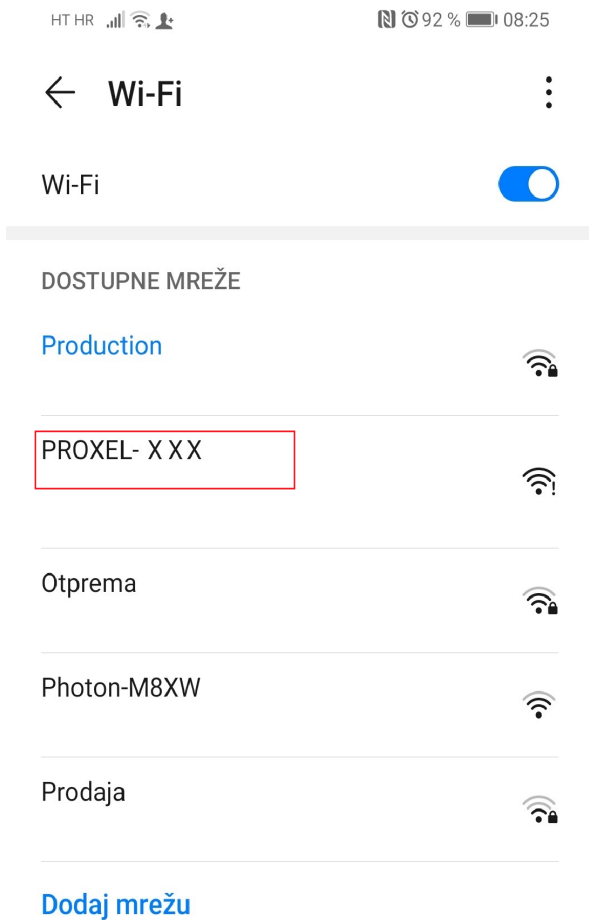 HT HR 92 % 08:25
Wi-Fi
Wi-Fi
DOSTUPNE MREŽE
Production
PROXEL- X X X
Otprema
Photon-M8XW
Prodaja
Dodaj mrežu